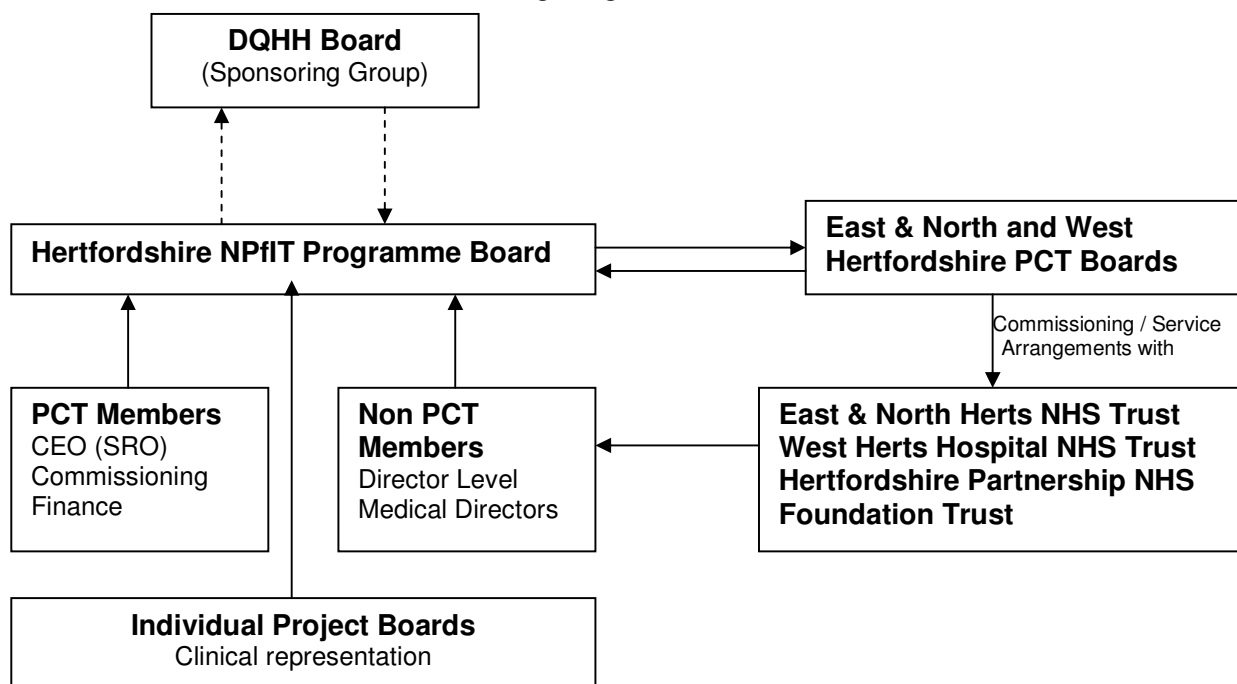 DQHH Board
(Sponsoring Group)
Hertfordshire NPfIT Programme Board
East & North and West
Hertfordshire PCT Boards
Commissioning / Service
Arrangements with
PCT Members
CEO (SRO)
Commissioning
Finance
Non PCT
Members
Director Level
Medical Directors
East & North Herts NHS Trust
West Herts Hospital NHS Trust
Hertfordshire Partnership NHS
Foundation Trust
Individual Project Boards
Clinical representation